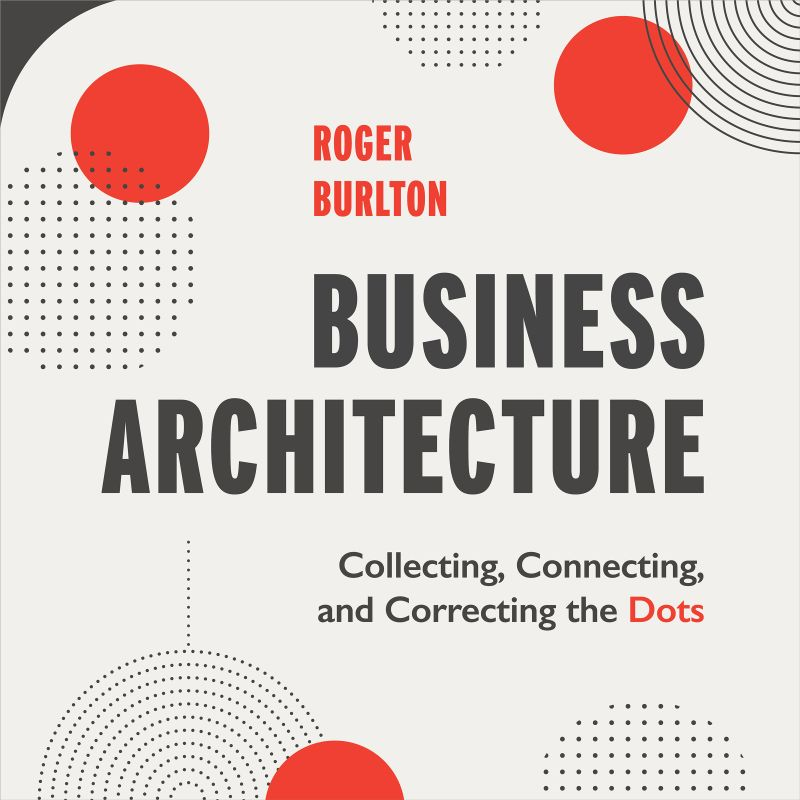 ROGER
BURLTON
BUSINESS
ARCHITECTURE
Collecting, Connecting,
and Correcting the Dots